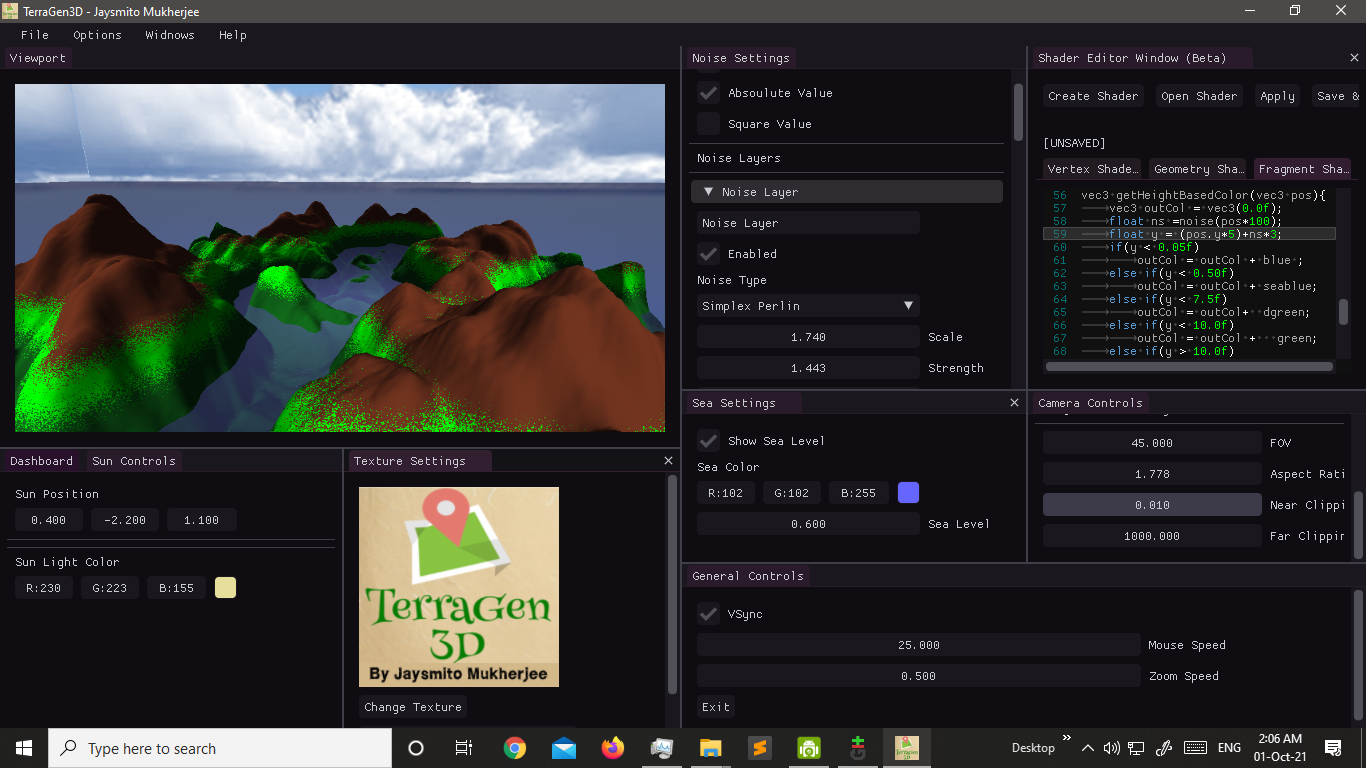 TerraGen3D - Jaysmito Mukherjee
File Options Widnows Help
Viewport
Noise Settings
Absoulute Value
Square Value
Noise Layers
▼ Noise Layer
Noise Layer
Enabled
Noise Type
Simplex Perlin ▼
1.740 Scale
1.443 Strength
Shader Editor Window (Beta)
Create Shader Open Shader Apply Save &
[UNSAVED]
Vertex Shade… Geometry Sha… Fragment Sha…
56 vec3 getHeightBasedColor(vec3 pos){
57 vec3 outCol = vec3(0.0f);
58 float ns =noise(pos*100);
59 float y = (pos.y*5)+ns*3;
60 if(y < 0.05f)
61 outCol = outCol + blue ;
62 else if(y < 0.50f)
63 outCol = outCol + seablue;
64 else if(y < 7.5f)
65 outCol = outCol+  dgreen;
66 else if(y < 10.0f)
67 outCol = outCol+   green;
68 else if(y > 10.0f)
Dashboard Sun Controls
Sun Position
0.400 -2.200 1.100
Sun Light Color
R:230 G:223 B:155
Texture Settings
TerraGen
3D
By Jaysmito Mukherjee
Change Texture
Sea Settings
Show Sea Level
Sea Color
R:102 G:102 B:255
0.600 Sea Level
Camera Controls
45.000 FOV
1.778 Aspect Rati
0.010 Near Clippi
1000.000 Far Clippin
General Controls
VSync
25.000 Mouse Speed
0.500 Zoom Speed
Exit
Type here to search
Desktop
ENG
2:06 AM
01-Oct-21